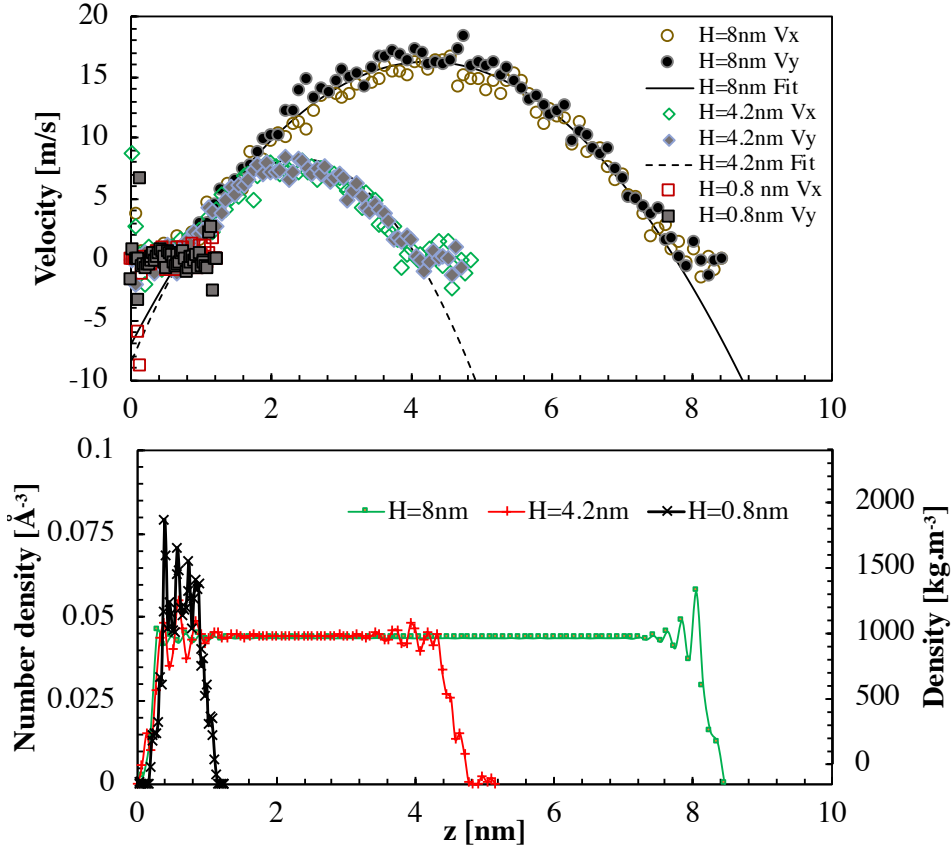 20
15
10
5
0
-5
-10
Velocity [m/s]
H=8nm Vx
H=8nm Vy
H=8nm Fit
H=4.2nm Vx
H=4.2nm Vy
H=4.2nm Fit
H=0.8 nm Vx
H=0.8nm Vy
0 2 4 6 8 10
0.1
0.075
0.05
0.025
0
Number density [Å-3]
H=8nm H=4.2nm H=0.8nm
2000
1500
1000
500
0
Density [kg.m-3]
0 2 4 6 8 10
z [nm]